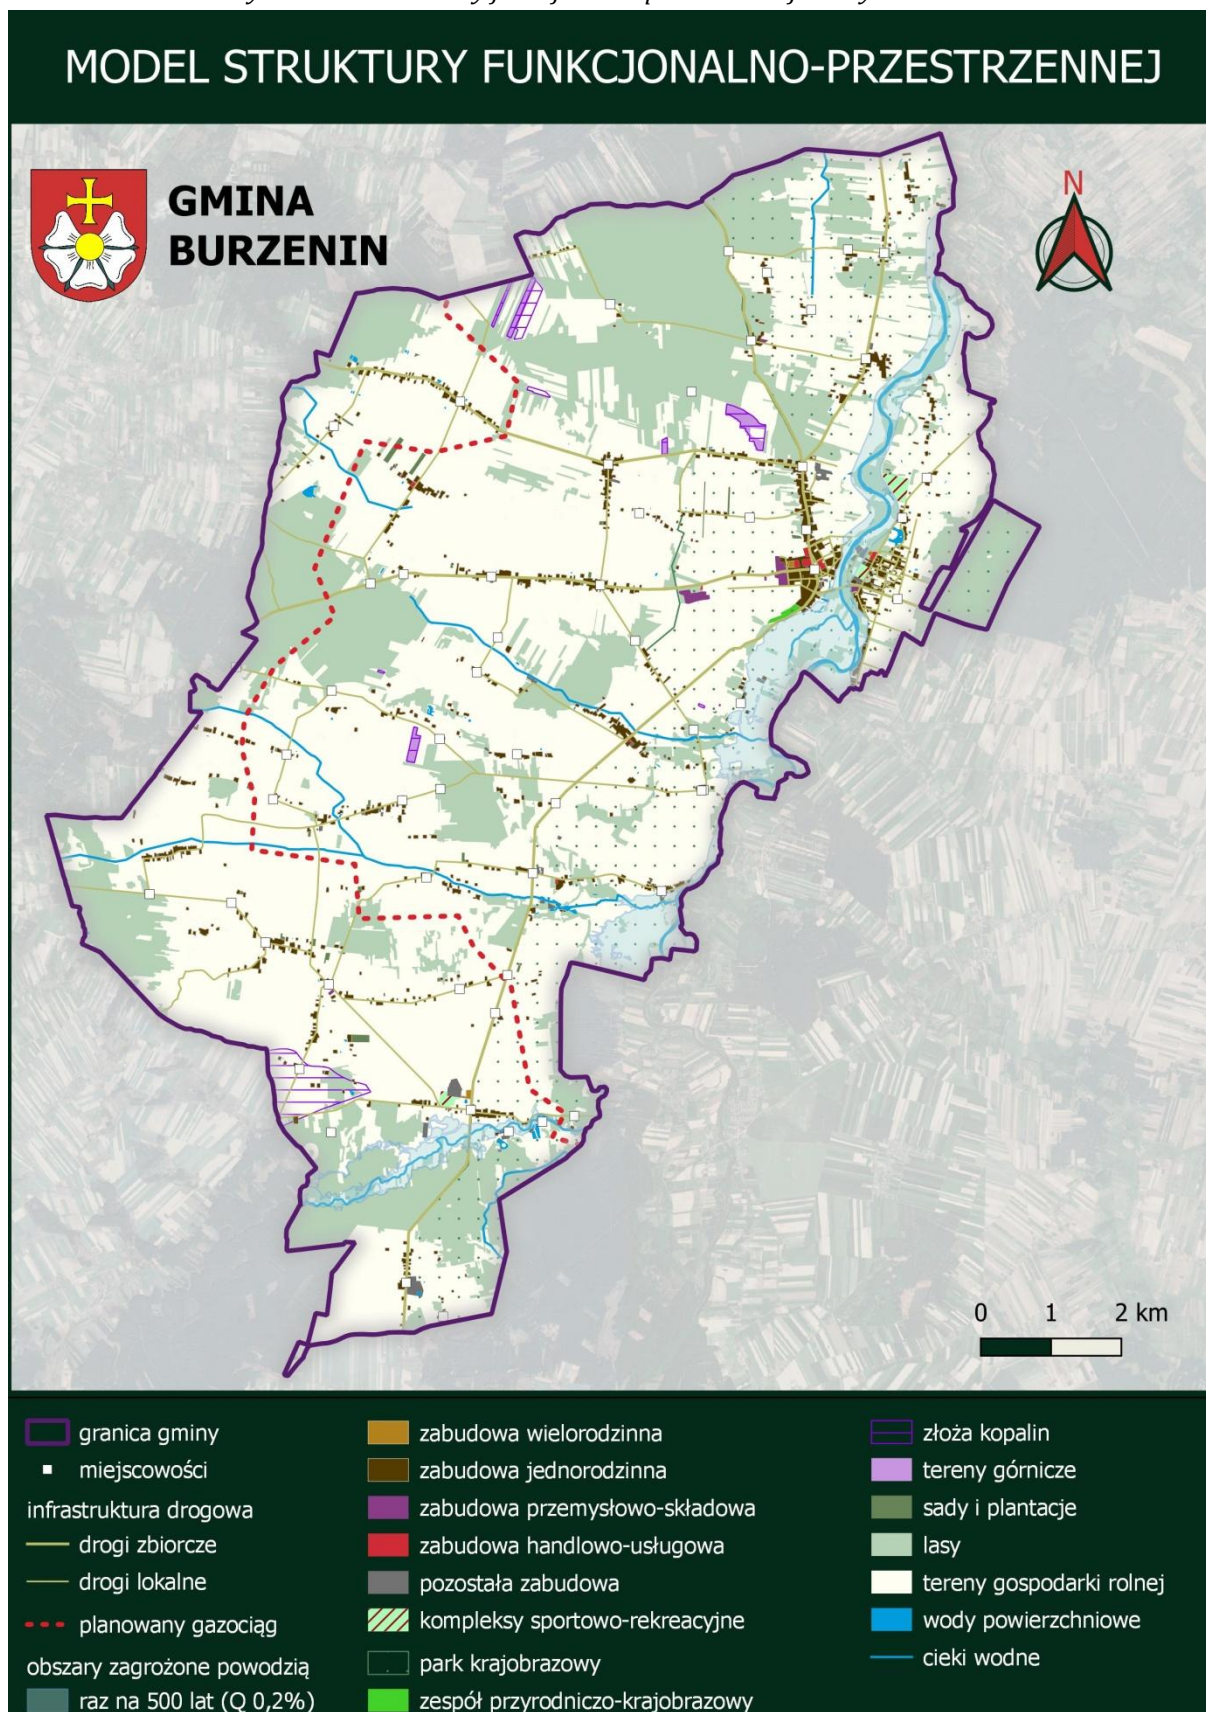 MODEL STRUKTURY FUNKCJONALNO-PRZESTRZENNEJ
GMINA
BURZENIN
N
0 1 2 km
granica gminy
miejscowości
infrastruktura drogowa
drogi zbiorcze
drogi lokalne
planowany gazociąg
obszary zagrożone powodzią
raz na 500 lat (Q 0,2%)
zabudowa wielorodzinna
zabudowa jednorodzinna
zabudowa przemysłowo-składowa
zabudowa handlowo-usługowa
pozostała zabudowa
kompleksy sportowo-rekreacyjne
park krajobrazowy
zespół przyrodniczo-krajobrazowy
złoża kopalin
tereny górnicze
sady i plantacje
lasy
tereny gospodarki rolnej
wody powierzchniowe
cieki wodne